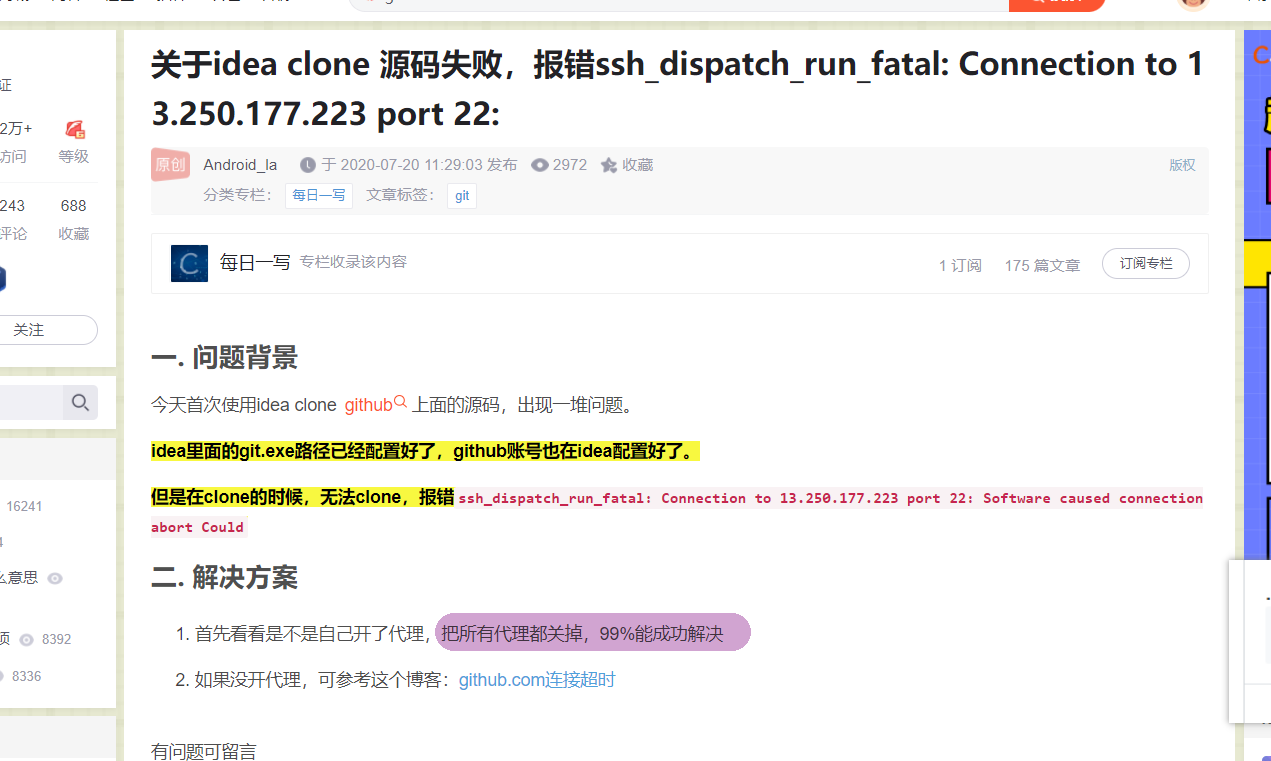 关于idea clone 源码失败，报错ssh_dispatch_run_fatal: Connection to 1
3.250.177.223 port 22:
证
2万+
访问
等级
243
688
评论
收藏
关注
16241
么意思
8392
8336
原创
Android_la
于 2020-07-20 11:29:03 发布
2972
收藏
版权
分类专栏：
每日一写
文章标签：
git
每日一写
专栏收录该内容
1 订阅
175 篇文章
订阅专栏
一. 问题背景
今天首次使用idea clone github 上面的源码，出现一堆问题。
idea里面的git.exe路径已经配置好了，github账号也在idea配置好了。
但是在clone的时候，无法clone，报错 ssh_dispatch_run_fatal: Connection to 13.250.177.223 port 22: Software caused connection
abort Could
二. 解决方案
1. 首先看看是不是自己开了代理，把所有代理都关掉，99%能成功解决
2. 如果没开代理，可参考这个博客：github.com连接超时
有问题可留言